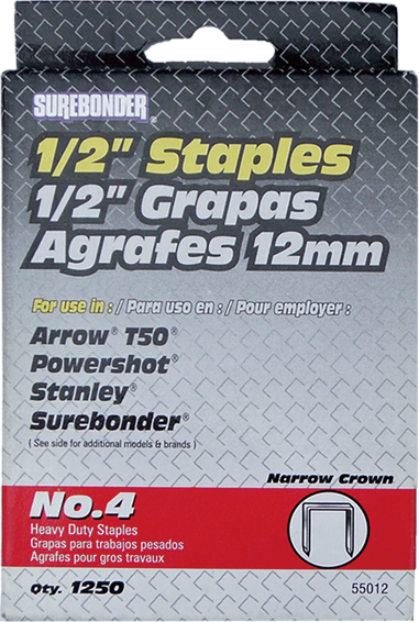 SUREBONDER®
1/2" Staples
1/2" Grapas
Agrafes 12mm
For use in : / Para uso en : / Pour employer :
Arrow® T50®
Powershot®
Stanley®
Surebonder®
( See side for additional models & brands )
Narrow Crown
No.4
Heavy Duty Staples
Grapas para trabajos pesados
Agrafes pour gros travaux
Qty. 1250
55012